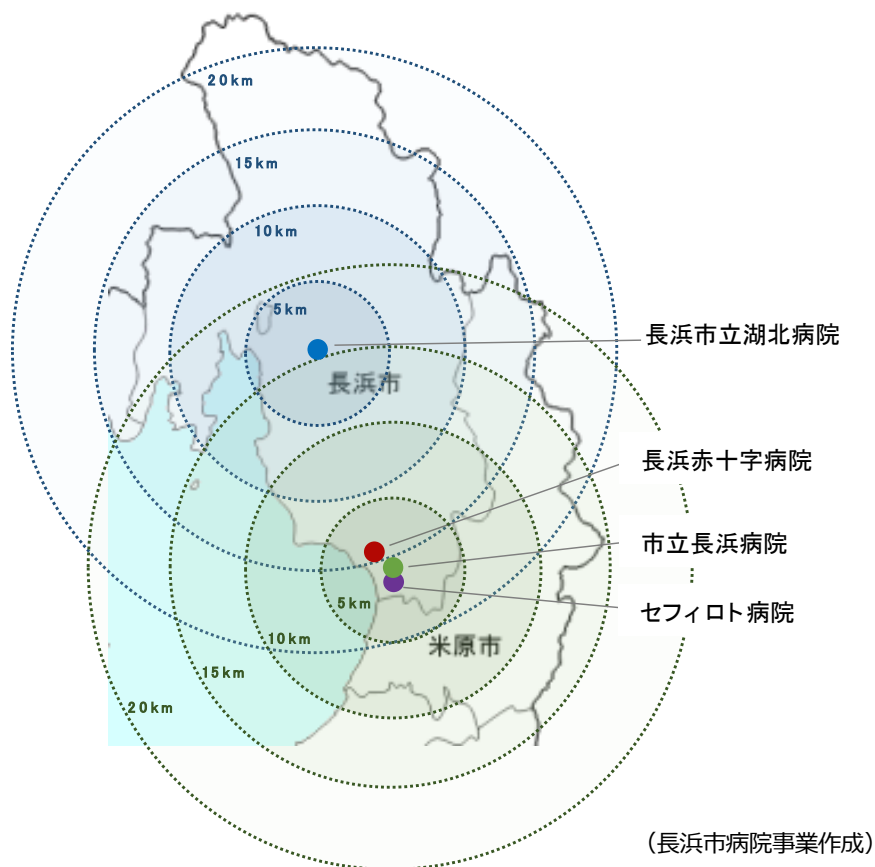 20km
15km
10km
5km
長浜市立湖北病院
長浜市
長浜赤十字病院
市立長浜病院
5km
セフィロト病院
10km
米原市
15km
20km
（長浜市病院事業作成）